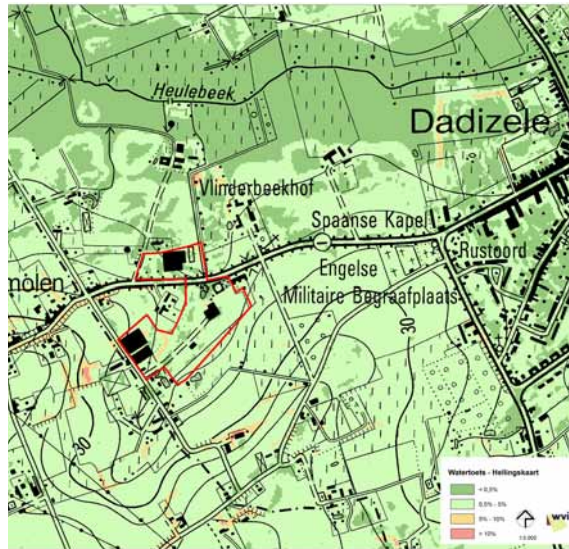 Heulebeek
Dadizele
Vlinderbeekhof
Spaanse Kapel
Rustoord
molen
Engelse
Militaire Begraafplaats
30
30
Watertoets - Hellingskaart
< 0,5%
0,5% - 5%
5% - 10%
> 10%
wvi